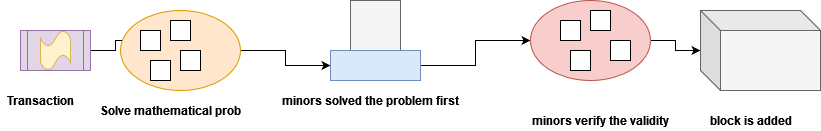 Transaction
Solve mathematical prob
minors solved the problem first
minors verify the validity
block is added